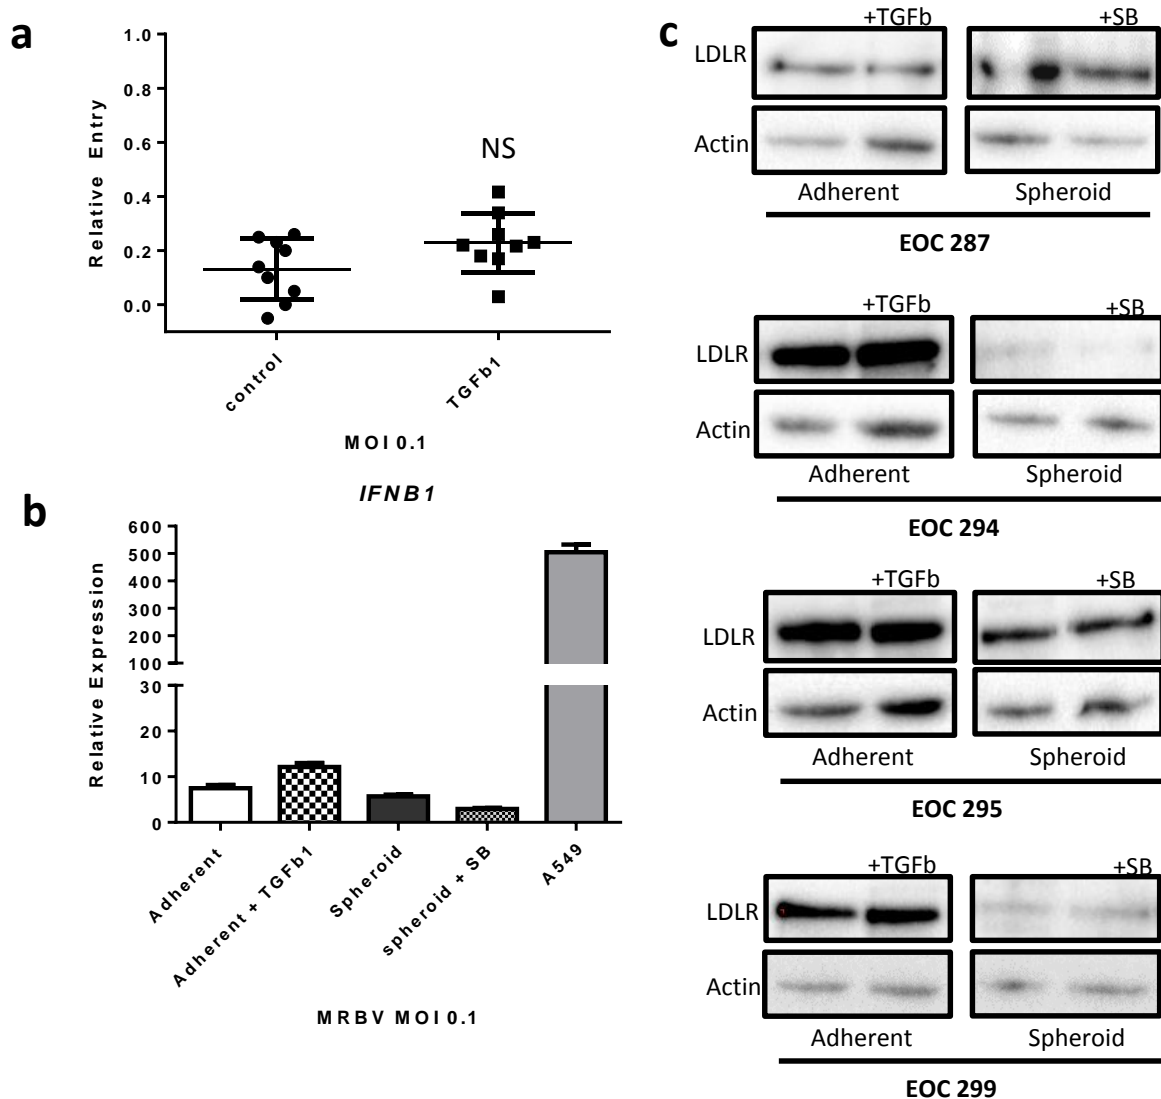 a
1.0
0.8
0.6
0.4
0.2
0.0
Relative Entry
NS
control
TGFb1
MOI 0.1
b
IFNB1
600
500
400
300
200
100
30
20
10
0
Relative Expression
Adherent
Adherent + TGFb1
Spheroid
spheroid + SB
A549
MRBV MOI 0.1
c
+TGFb +SB
LDLR
Actin
Adherent Spheroid
EOC 287
+TGFb +SB
LDLR
Actin
Adherent Spheroid
EOC 294
+TGFb +SB
LDLR
Actin
Adherent Spheroid
EOC 295
+TGFb +SB
LDLR
Actin
Adherent Spheroid
EOC 299